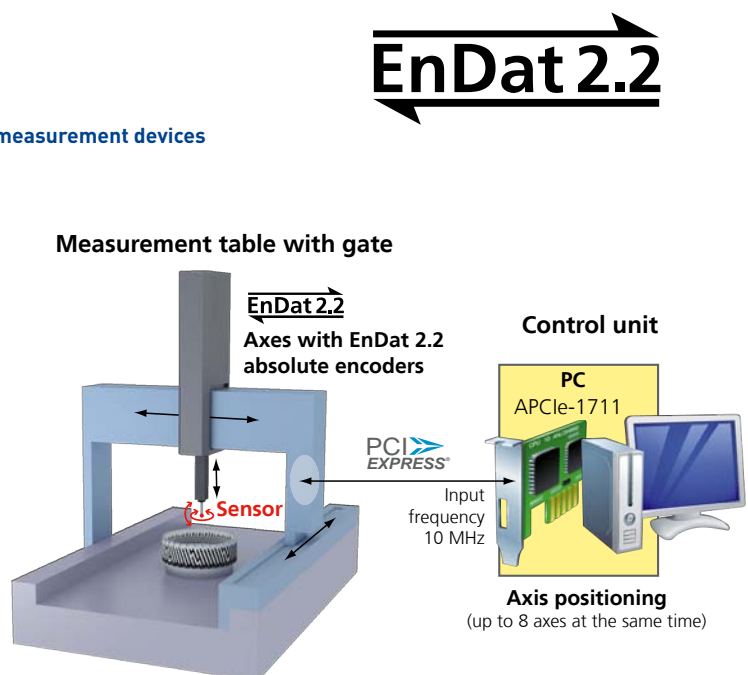 EnDat 2.2
measurement devices
Measurement table with gate
EnDat 2.2
Axes with EnDat 2.2
absolute encoders
Sensor
PCI
EXPRESS®
Input
frequency
10 MHz
Control unit
PC
APCIe-1711
Axis positioning
(up to 8 axes at the same time)